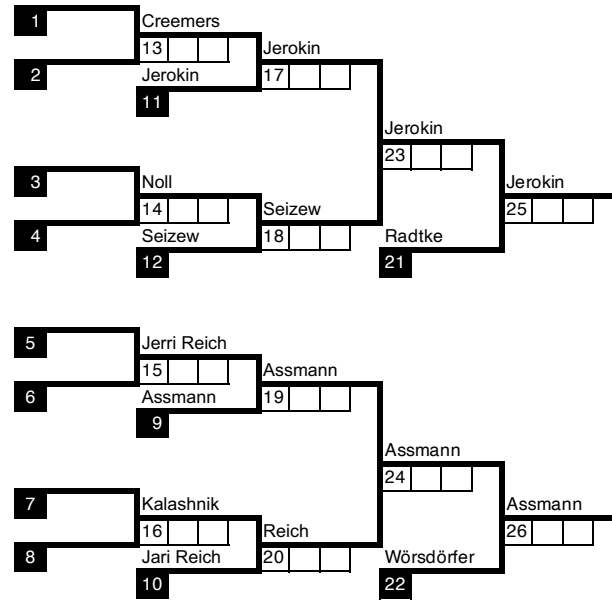 1 Creemers
13 Jerokin
2 Jerokin 17
11
Jerokin
23
3 Noll Jerokin
14 Seizew 25
4 Seizew 18 Radtke
12 21
5 Jerri Reich
15 Assmann
6 Assmann 19
9
Assmann
24
7 Kalashnik Assmann
16 Reich 26
8 Jari Reich 20 Wörsdörfer
10 22